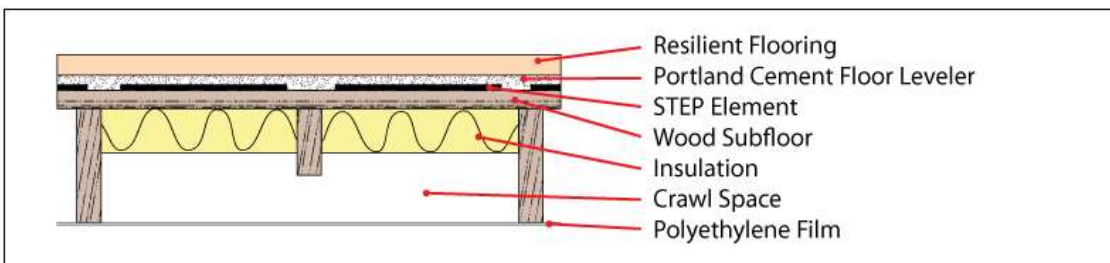 Resilient Flooring
Portland Cement Floor Leveler
STEP Element
Wood Subfloor
Insulation
Crawl Space
Polyethylene Film